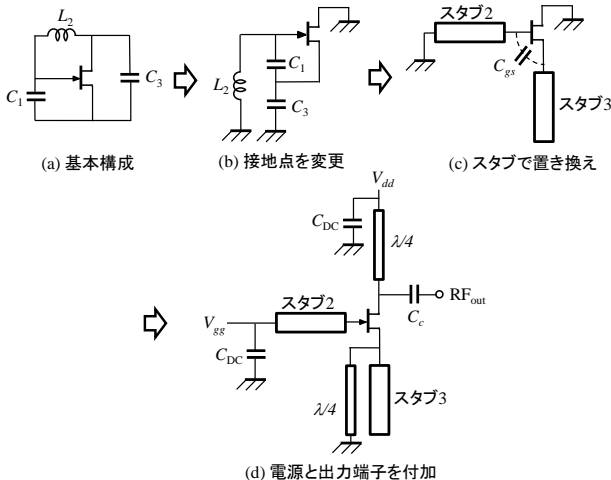 L2
C1
C3
(a) 基本構成
L2
C1
C3
(b) 接地点を変更
スタブ2
Cgs
スタブ3
(c) スタブで置き換え
Vdd
CDC
λ/4
RFout
Cc
スタブ2
Vgg
CDC
λ/4
スタブ3
(d) 電源と出力端子を付加